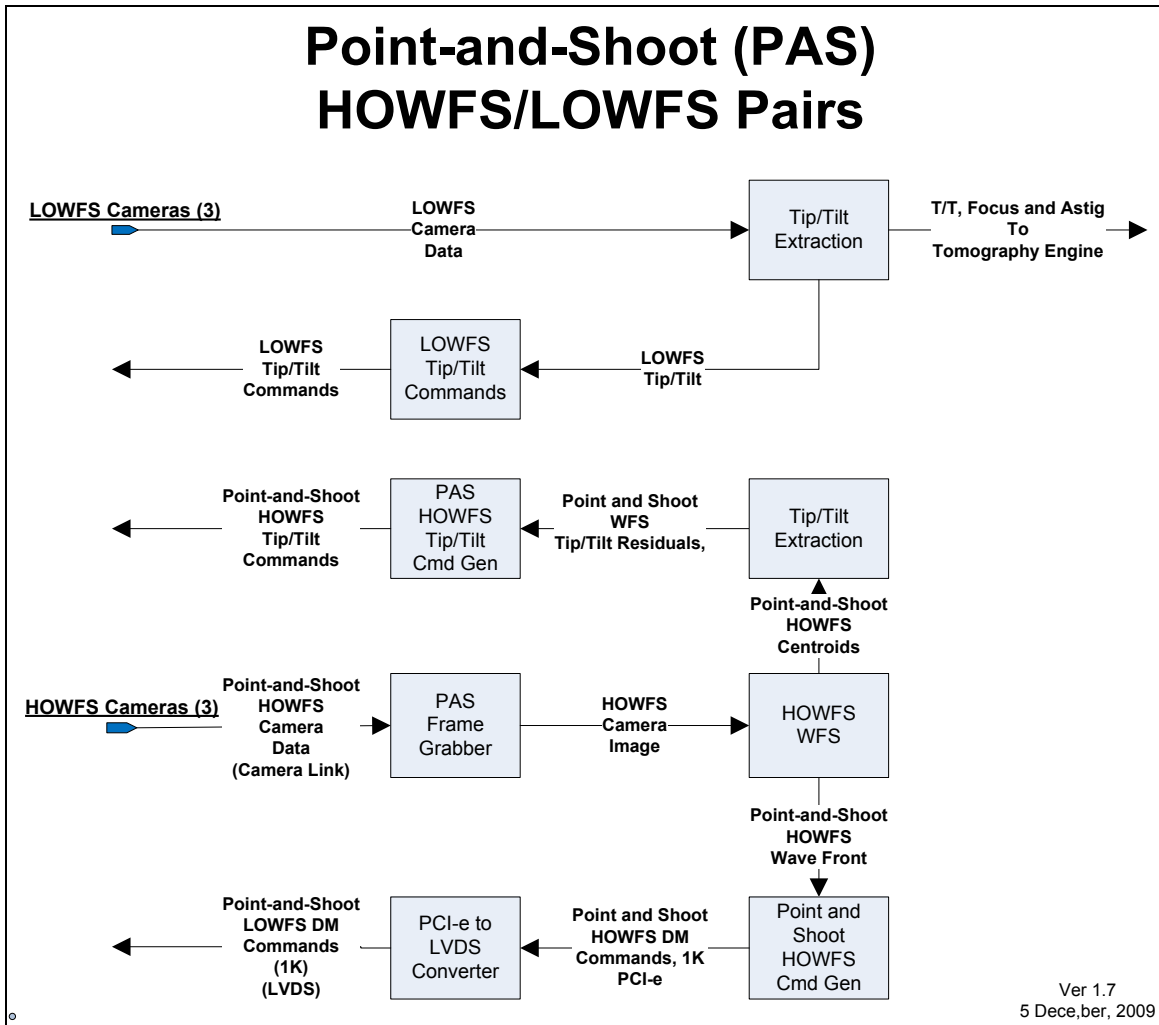 Point-and-Shoot (PAS)
HOWFS/LOWFS Pairs
LOWFS Cameras (3)
LOWFS
Camera
Data
Tip/Tilt
Extraction
T/T, Focus and Astig
To
Tomography Engine
LOWFS
Tip/Tilt
Commands
LOWFS
Tip/Tilt
Commands
LOWFS
Tip/Tilt
Point-and-Shoot
HOWFS
Tip/Tilt
Commands
PAS
HOWFS
Tip/Tilt
Cmd Gen
Point and Shoot
WFS
Tip/Tilt Residuals,
Tip/Tilt
Extraction
Point-and-Shoot
HOWFS
Centroids
HOWFS Cameras (3)
Point-and-Shoot
HOWFS
Camera
Data
(Camera Link)
PAS
Frame
Grabber
HOWFS
Camera
Image
HOWFS
WFS
Point-and-Shoot
HOWFS
Wave Front
Point-and-Shoot
LOWFS DM
Commands
(1K)
(LVDS)
PCI-e to
LVDS
Converter
Point and Shoot
HOWFS DM
Commands, 1K
PCI-e
Point and
Shoot
HOWFS
Cmd Gen
Ver 1.7
5 Dece,ber, 2009